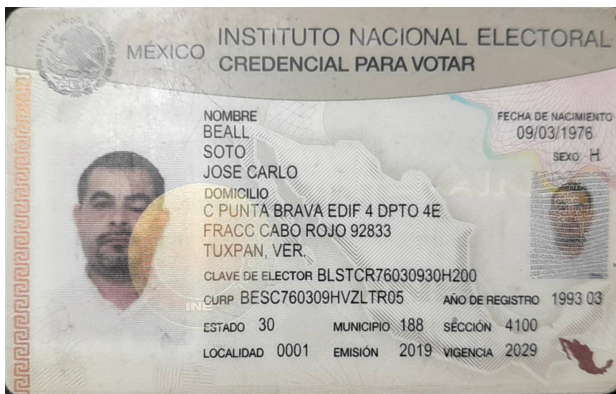 MÉXICO INSTITUTO NACIONAL ELECTORAL
CREDENCIAL PARA VOTAR
NOMBRE
BEALL
SOTO
JOSE CARLO
FECHA DE NACIMIENTO
09/03/1976
SEXO H
DOMICILIO
C PUNTA BRAVA EDIF 4 DPTO 4E
FRACC CABO ROJO 92833
TUXPAN, VER.
CLAVE DE ELECTOR BLSTCR76030930H200
CURP BESC760309HVZLTR05 AÑO DE REGISTRO 1993 03
ESTADO 30 MUNICIPIO 188 SECCIÓN 4100
LOCALIDAD 0001 EMISIÓN 2019 VIGENCIA 2029
INE